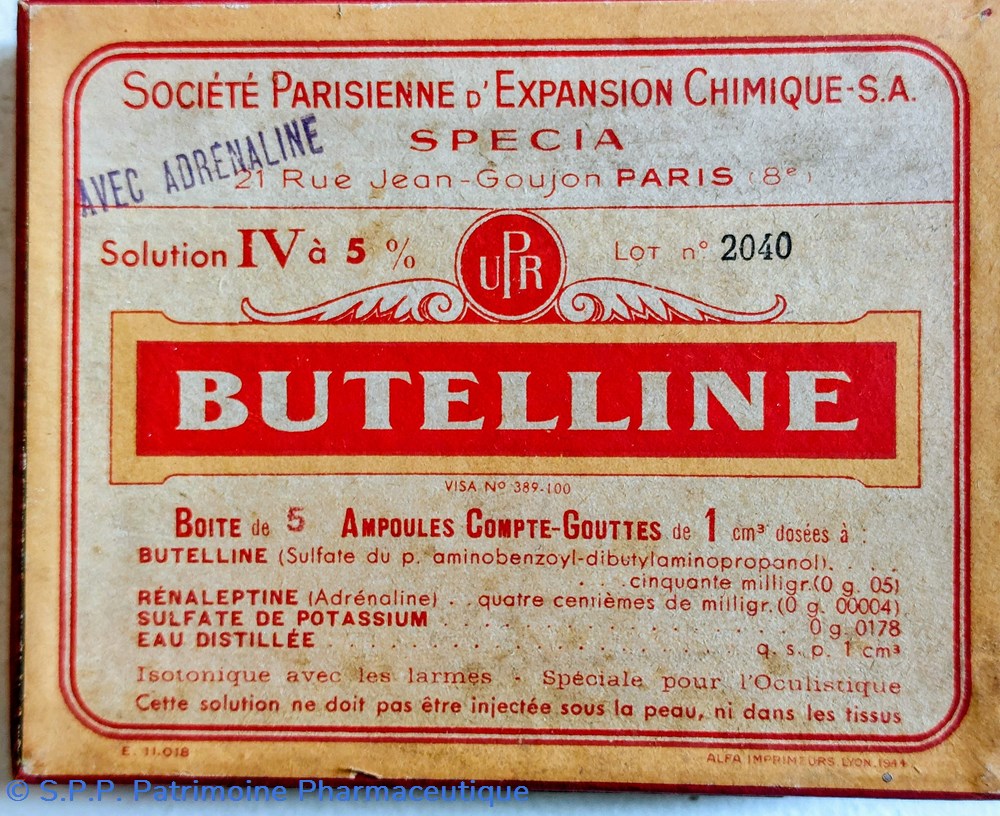 SOCIÉTÉ PARISIENNE D'EXPANSION CHIMIQUE-S.A.
SPECIA
AVEC ADRÉNALINE
21 Rue Jean-Goujon PARIS (8e)
Solution IV à 5 %
UPR
LOT n° 2040
BUTELLINE
VISA No 389-100
BOITE de 5 AMPOULES COMPTE-GOUTTES de 1 cm³ dosées à :
BUTELLINE (Sulfate du p. aminobenzoyl-dibutylaminopropanol). . . . .
. . .cinquante milligr.(0 g. 05)
RÉNALEPTINE (Adrénaline) . . quatre centièmes de milligr. (0 g. 00004)
SULFATE DE POTASSIUM . . . . . . . . . . 0 g. 0178
EAU DISTILLÉE . . . . . . . . . . q. s. p. 1 cm³
Isotonique avec les larmes - Spéciale pour l'Oculistique
Cette solution ne doit pas être injectée sous la peau, ni dans les tissus
E. 11.018
ALFA IMPRIMEURS LYON. 1944
© S.P.P. Patrimoine Pharmaceutique